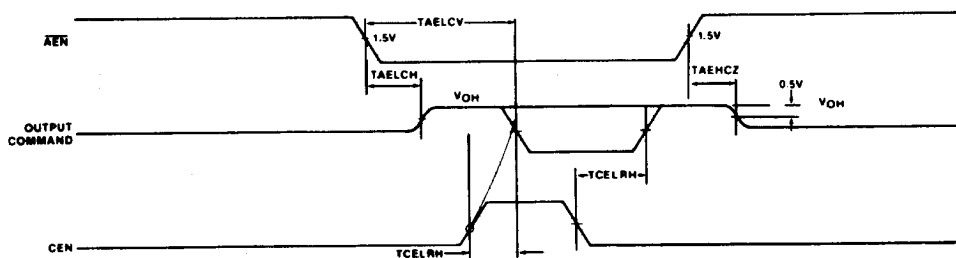 TAELCV
AEN
1.5V
1.5V
TAELCH
TAEHCZ
0.5V
VOH
VOH
OUTPUT
COMMAND
TCELRH
CEN
TCELRH